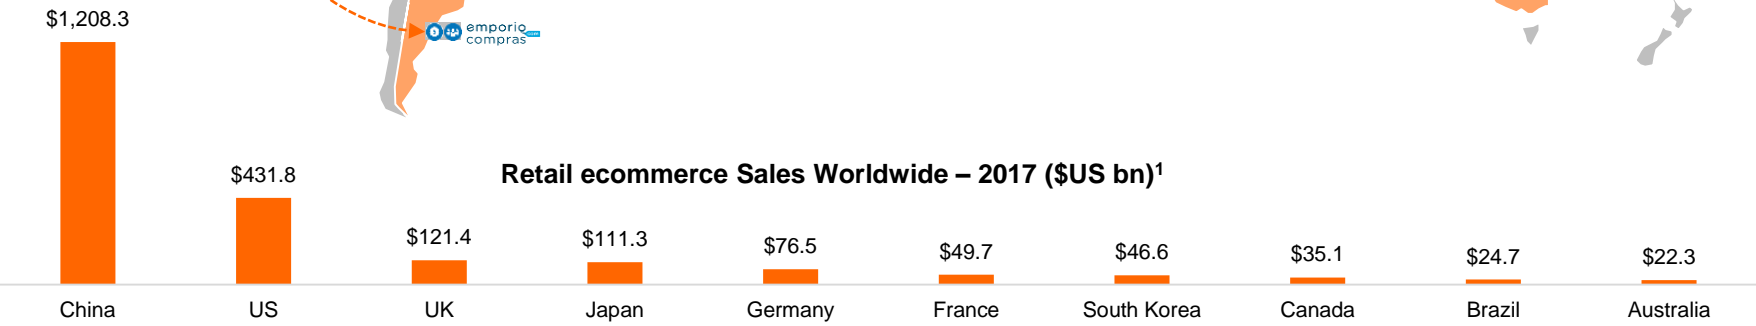 $1,208.3
emporio
compras
Retail ecommerce Sales Worldwide – 2017 ($US bn)1
$431.8
$121.4
$111.3
$76.5
$49.7
$46.6
$35.1
$24.7
$22.3
China
US
UK
Japan
Germany
France
South Korea
Canada
Brazil
Australia